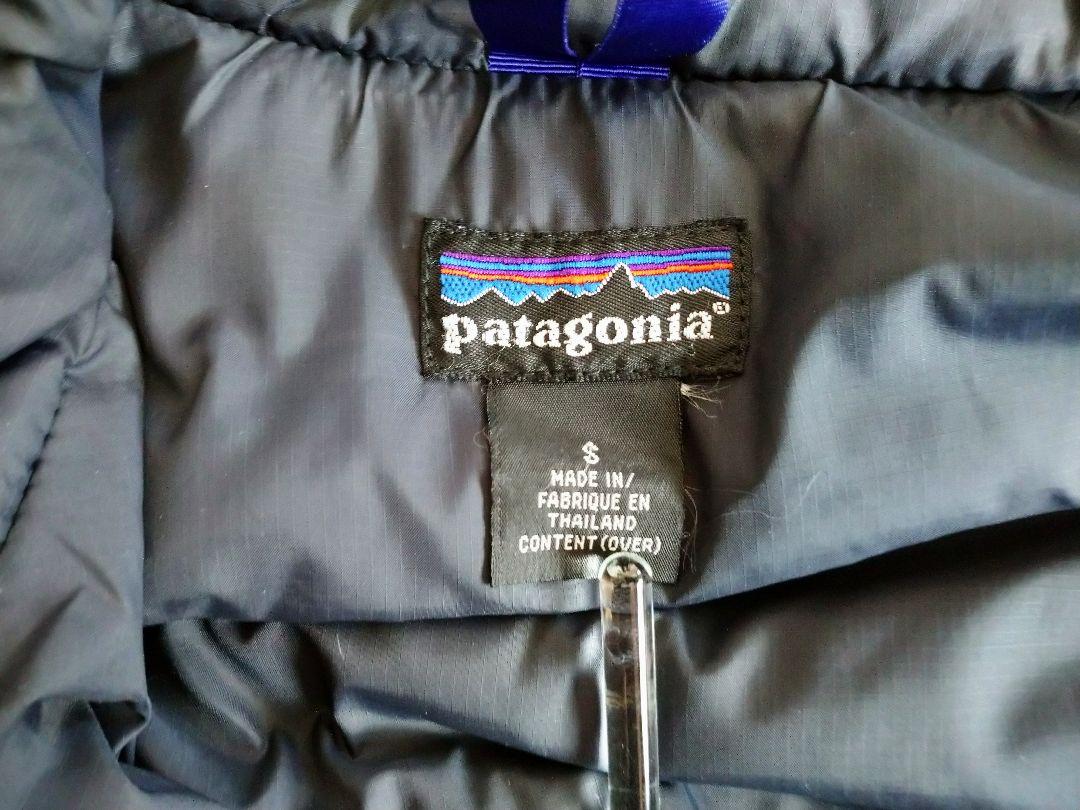 patagonia®
S
MADE IN/
FABRIQUE EN
THAILAND
CONTENT (OVER)